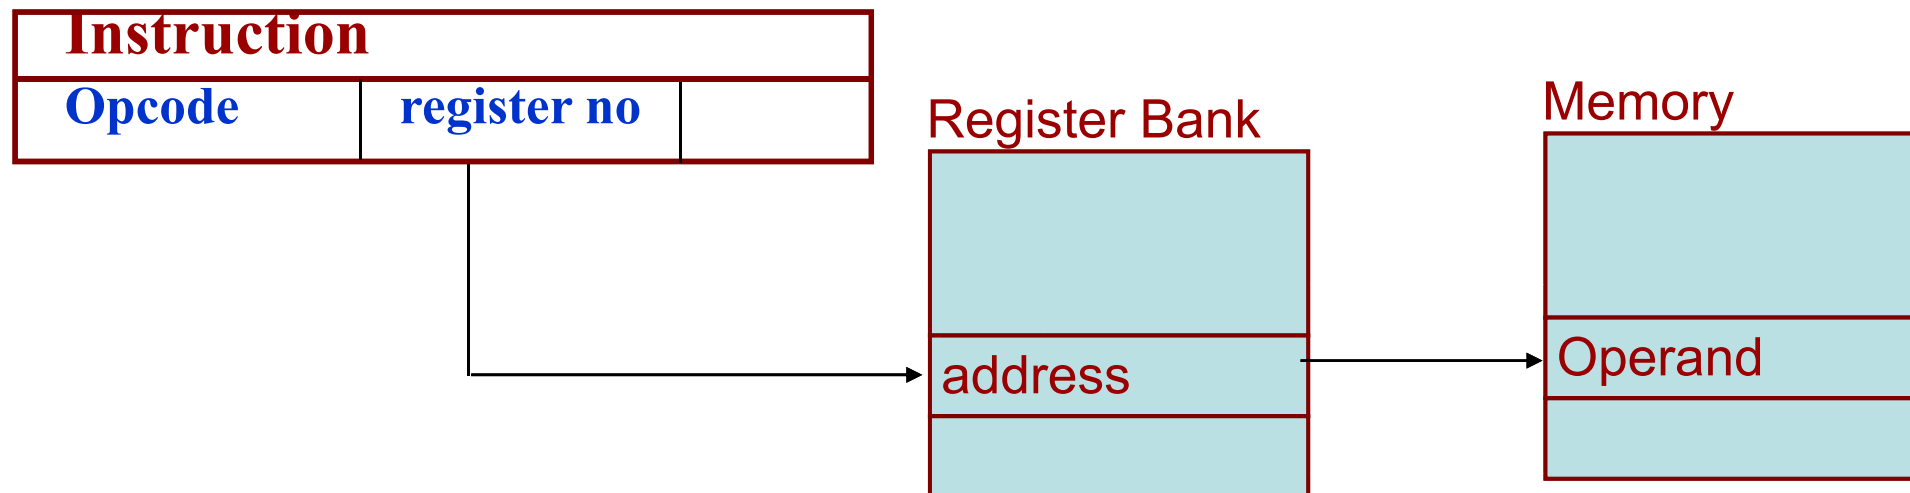 Instruction
Opcode register no
Register Bank
Memory
address
Operand